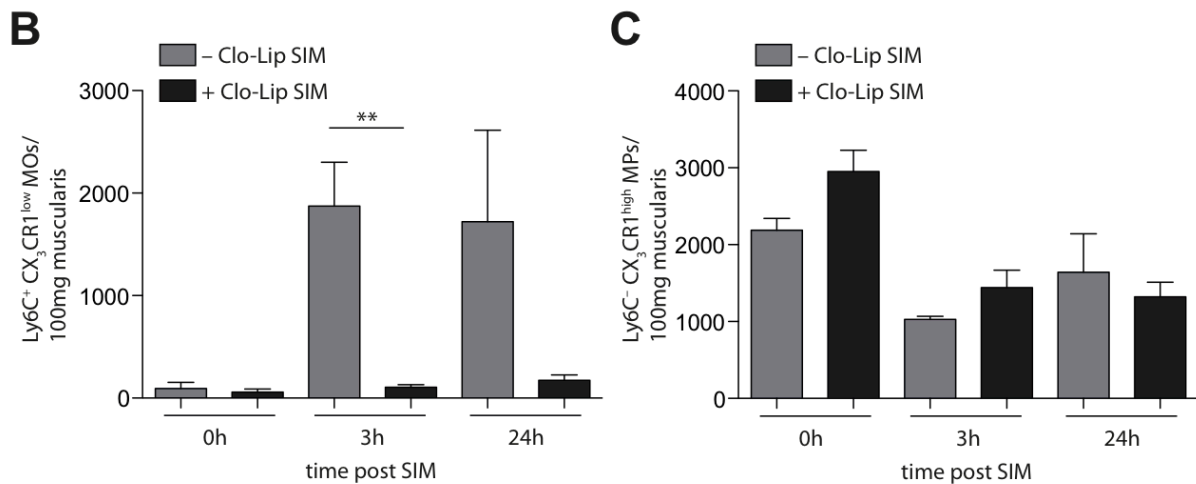 B
– Clo-Lip SIM
+ Clo-Lip SIM
3000
2000
1000
0
Ly6C⁺ CX₃CR1ˡᵒʷ MOs/
100mg muscularis
**
0h
3h
24h
time post SIM
C
– Clo-Lip SIM
+ Clo-Lip SIM
4000
3000
2000
1000
0
Ly6C⁻ CX₃CR1ʰⁱᵍʰ MPs/
100mg muscularis
0h
3h
24h
time post SIM